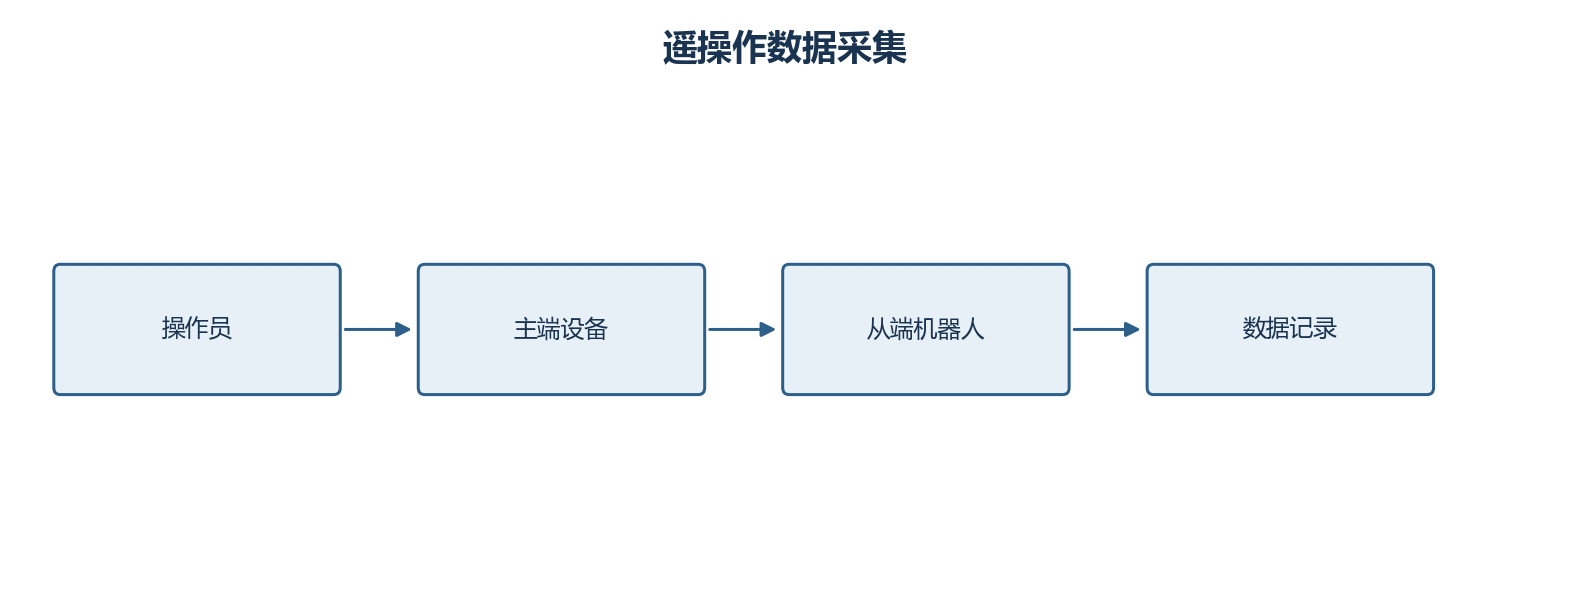 遥操作数据采集
操作员
主端设备
从端机器人
数据记录